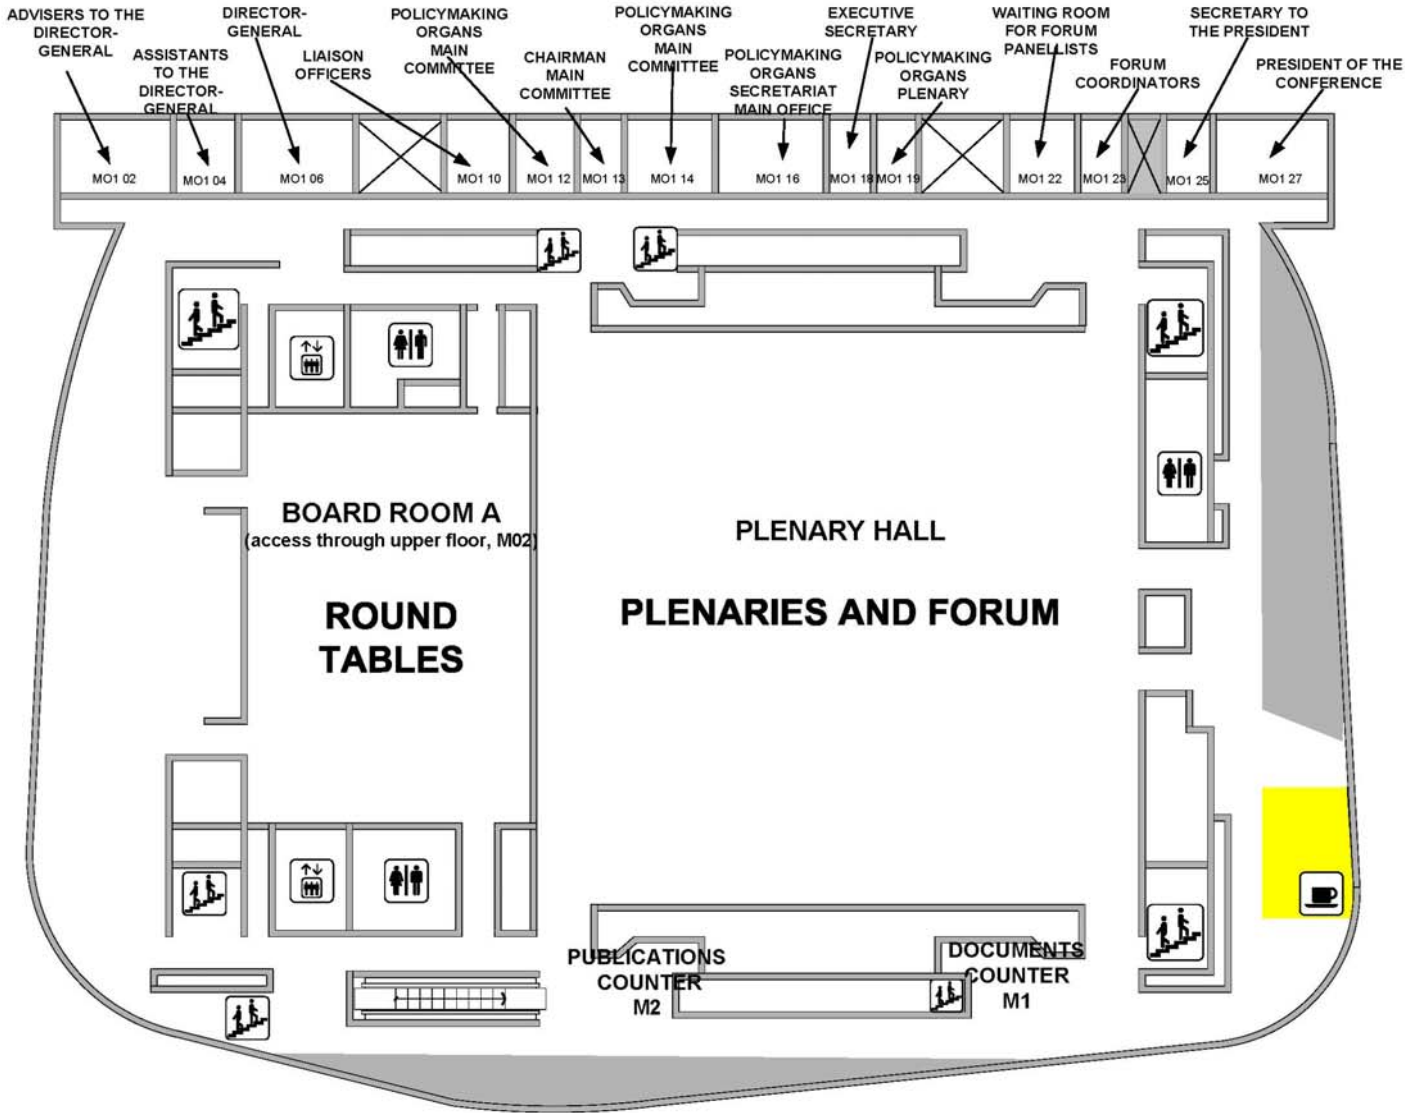 ADVISERS TO THE
DIRECTOR-
GENERAL
ASSISTANTS
TO THE
DIRECTOR-
GENERAL
DIRECTOR-
GENERAL
LIAISON
OFFICERS
POLICYMAKING
ORGANS
MAIN
COMMITTEE
CHAIRMAN
MAIN
COMMITTEE
POLICYMAKING
ORGANS
MAIN
COMMITTEE
POLICYMAKING
ORGANS
SECRETARIAT
MAIN OFFICE
EXECUTIVE
SECRETARY
POLICYMAKING
ORGANS
PLENARY
WAITING ROOM
FOR FORUM
PANELLISTS
FORUM
COORDINATORS
SECRETARY TO
THE PRESIDENT
PRESIDENT OF THE
CONFERENCE
MO1 02
MO1 04
MO1 06
MO1 10
MO1 12
MO1 13
MO1 14
MO1 16
MO1 18
MO1 19
MO1 22
MO1 23
MO1 25
MO1 27
BOARD ROOM A
(access through upper floor, M02)
ROUND
TABLES
PLENARY HALL
PLENARIES AND FORUM
PUBLICATIONS
COUNTER
M2
DOCUMENTS
COUNTER
M1